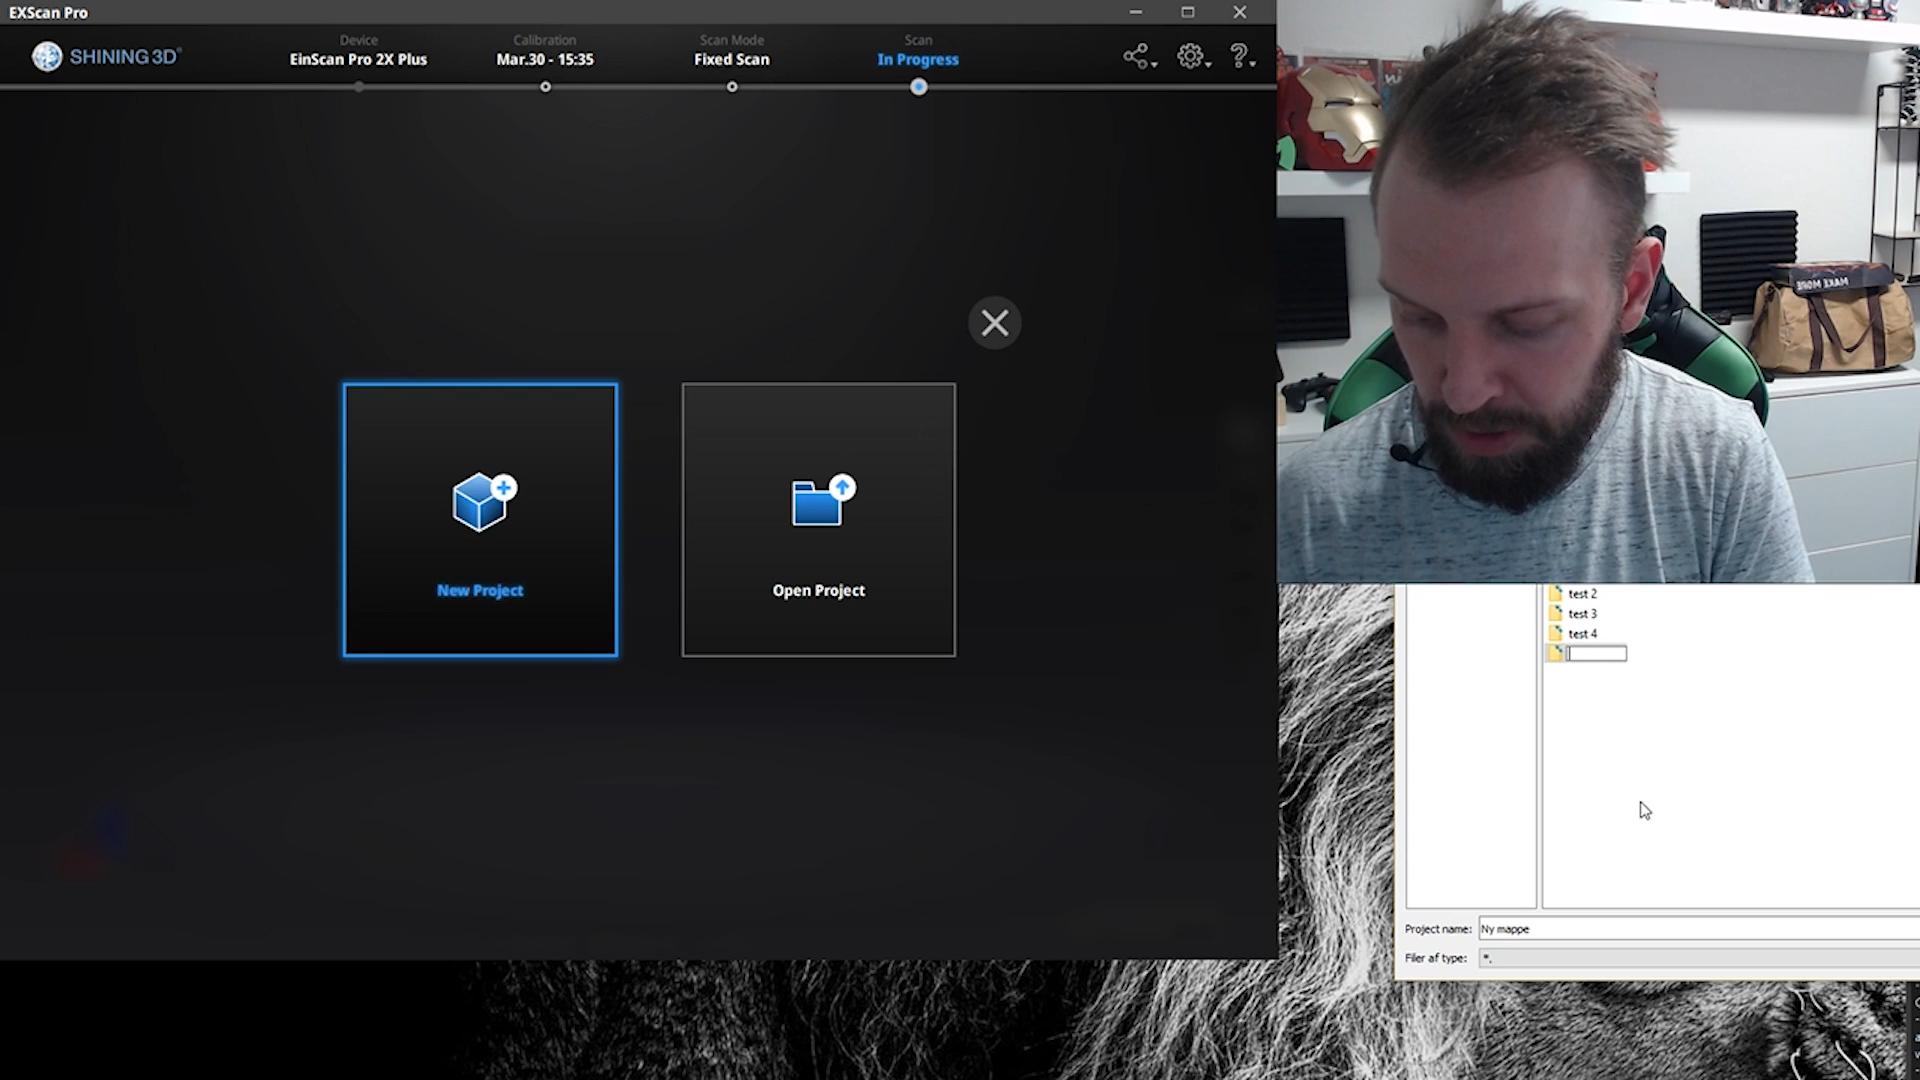 EXScan Pro
SHINING 3D
Device
EinScan Pro 2X Plus
Calibration
Mar.30 - 15:35
Scan Mode
Fixed Scan
Scan
In Progress
New Project
Open Project
MAKE MORE
test 2
test 3
test 4
Project name: Ny mappe
Filer af type: *.